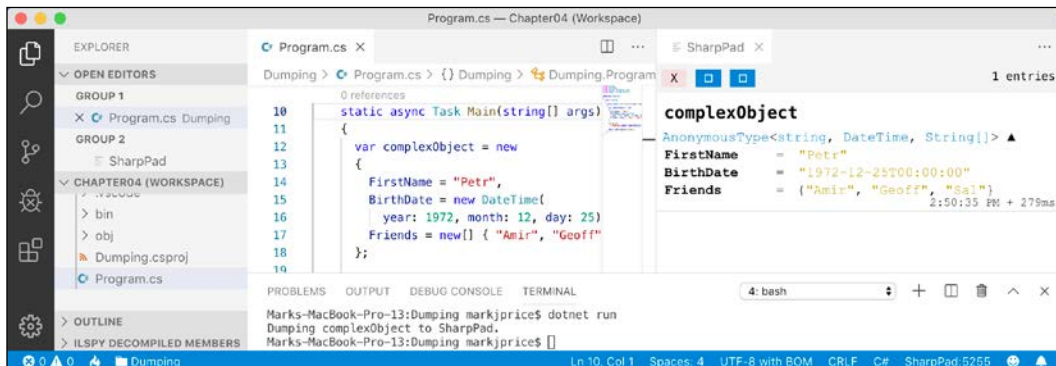 Program.cs — Chapter04 (Workspace)
EXPLORER
OPEN EDITORS
GROUP 1
Program.cs Dumping
GROUP 2
SharpPad
CHAPTER04 (WORKSPACE)
.vscode
bin
obj
Dumping.csproj
Program.cs
OUTLINE
ILSPY DECOMPILED MEMBERS
Program.cs
Dumping > Program.cs > {} Dumping > Dumping.Program
0 references
10 static async Task Main(string[] args)
11 {
12 var complexObject = new
13 {
14 FirstName = "Petr",
15 BirthDate = new DateTime(
16 year: 1972, month: 12, day: 25)
17 Friends = new[] { "Amir", "Geoff"
18 };
19
SharpPad
X
1 entries
complexObject
AnonymousType<string, DateTime, String[]> ▲
FirstName = "Petr"
BirthDate = "1972-12-25T00:00:00"
Friends = {"Amir", "Geoff", "Sal"}
2:50:35 PM + 279ms
PROBLEMS OUTPUT DEBUG CONSOLE TERMINAL
4: bash
Marks-MacBook-Pro-13:Dumping markjprice$ dotnet run
Dumping complexObject to SharpPad.
Marks-MacBook-Pro-13:Dumping markjprice$
0 0 Dumping Ln 10, Col 1 Spaces: 4 UTF-8 with BOM CRLF C# SharpPad:5255